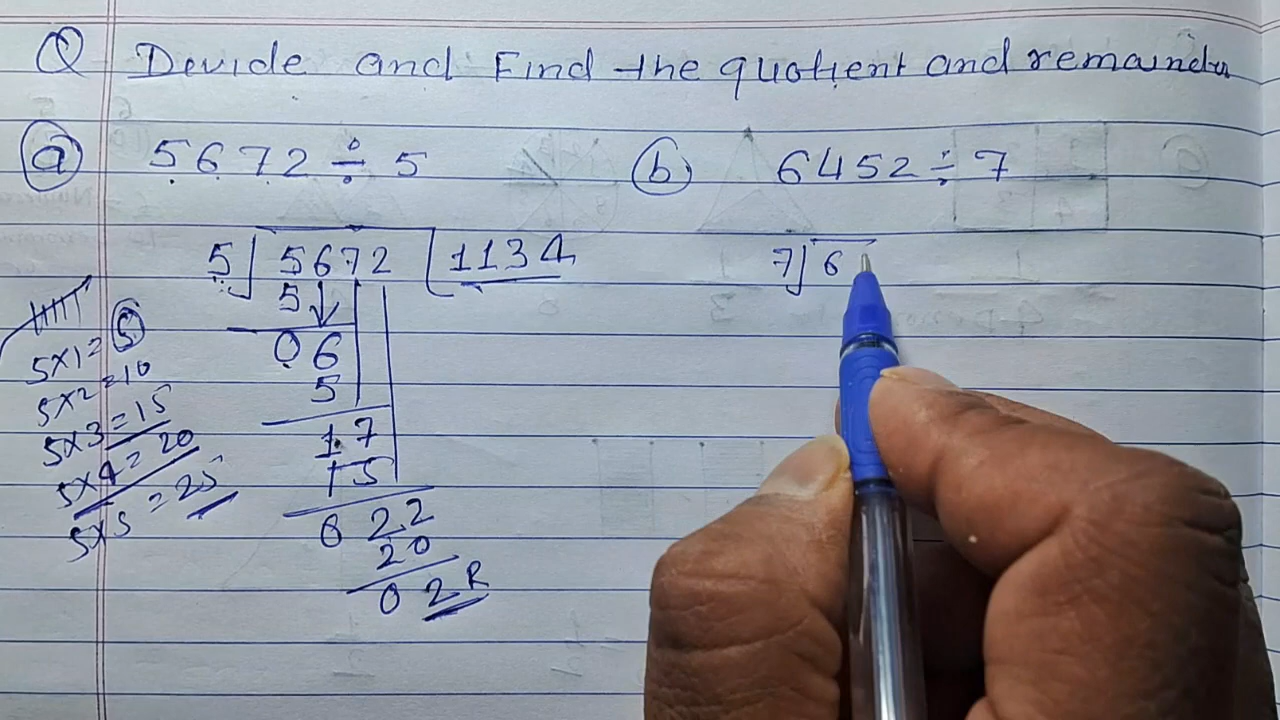 Q Devide and Find the quotient and remainder
a 5672 ÷ 5
5 5672 1134
5
06
5
17
15
022
20
02R
5x1=5
5x2=10
5x3=15
5x4=20
5x5=25
b 6452 ÷ 7
7 6